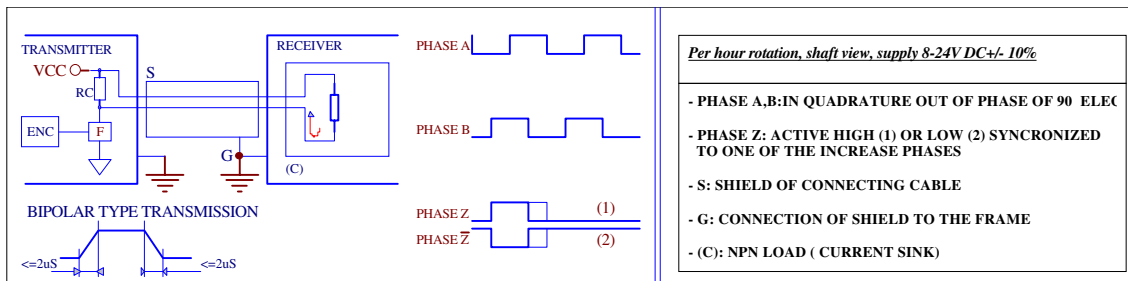 TRANSMITTER
VCC
RC
ENC
F
S
G
RECEIVER
(C)
BIPOLAR TYPE TRANSMISSION
<=2uS
<=2uS
PHASE A
PHASE B
PHASE Z
(1)
PHASE Z
(2)
Per hour rotation, shaft view, supply 8-24V DC+/- 10%
- PHASE A,B:IN QUADRATURE OUT OF PHASE OF 90 ELEC
- PHASE Z: ACTIVE HIGH (1) OR LOW (2) SYNCRONIZED
TO ONE OF THE INCREASE PHASES
- S: SHIELD OF CONNECTING CABLE
- G: CONNECTION OF SHIELD TO THE FRAME
- (C): NPN LOAD ( CURRENT SINK)